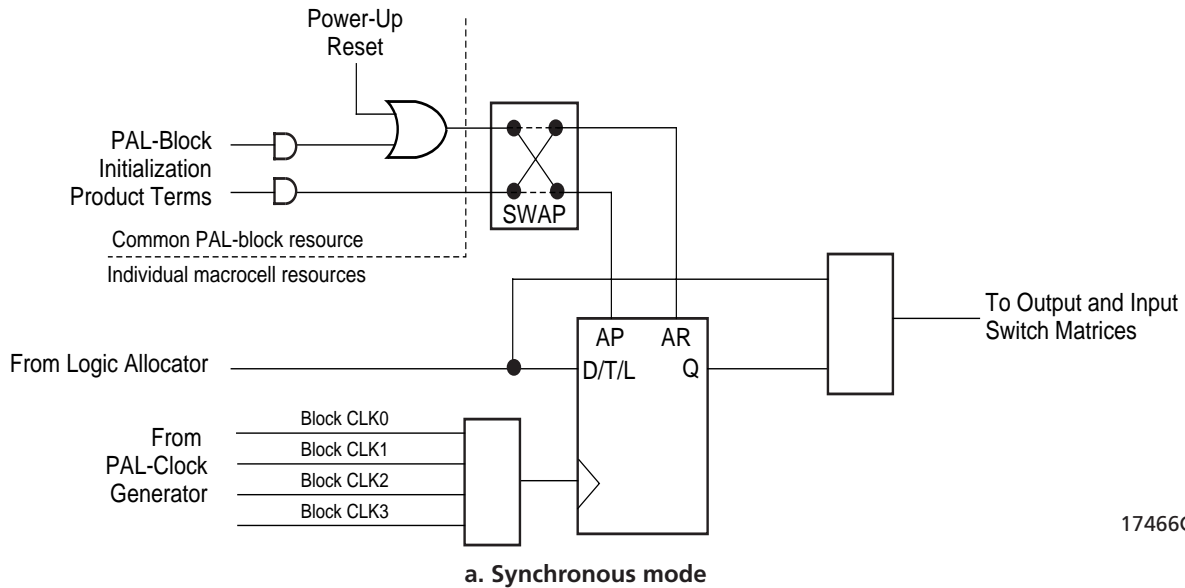 Power-Up
Reset
PAL-Block
Initialization
Product Terms
SWAP
Common PAL-block resource
Individual macrocell resources
To Output and Input
Switch Matrices
AP AR
From Logic Allocator
D/T/L Q
Block CLK0
From
PAL-Clock
Generator
Block CLK1
Block CLK2
Block CLK3
17466G
a. Synchronous mode